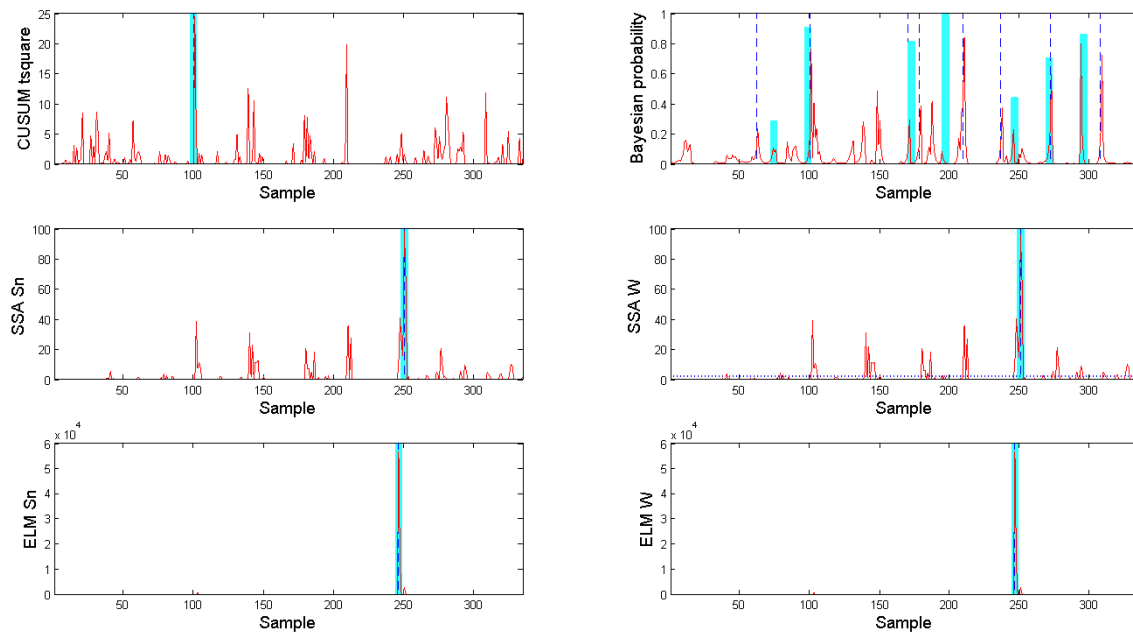 CUSUM tsquare
25
20
15
10
5
0
50 100 150 200 250 300
Sample
Bayesian probability
1
0.8
0.6
0.4
0.2
0
50 100 150 200 250 300
Sample
SSA Sn
100
80
60
40
20
0
50 100 150 200 250 300
Sample
SSA W
100
80
60
40
20
0
50 100 150 200 250 300
Sample
ELM Sn
x 10^4
6
5
4
3
2
1
0
50 100 150 200 250 300
Sample
ELM W
x 10^4
6
5
4
3
2
1
0
50 100 150 200 250 300
Sample